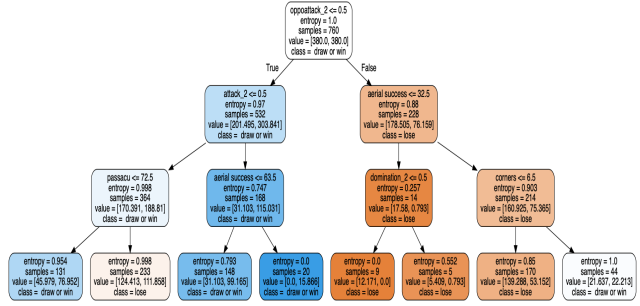 oppoattack_2 <= 0.5
entropy = 1.0
samples = 760
value = [380.0, 380.0]
class = draw or win
True
False
attack_2 <= 0.5
entropy = 0.97
samples = 532
value = [201.495, 303.841]
class = draw or win
aerial success <= 32.5
entropy = 0.88
samples = 228
value = [178.505, 76.159]
class = lose
passacu <= 72.5
entropy = 0.998
samples = 364
value = [170.391, 188.81]
class = draw or win
aerial success <= 63.5
entropy = 0.747
samples = 168
value = [31.103, 115.031]
class = draw or win
domination_2 <= 0.5
entropy = 0.257
samples = 14
value = [17.58, 0.793]
class = lose
corners <= 6.5
entropy = 0.903
samples = 214
value = [160.925, 75.365]
class = lose
entropy = 0.954
samples = 131
value = [45.979, 76.952]
class = draw or win
entropy = 0.998
samples = 233
value = [124.413, 111.858]
class = lose
entropy = 0.793
samples = 148
value = [31.103, 99.165]
class = draw or win
entropy = 0.0
samples = 20
value = [0.0, 15.866]
class = draw or win
entropy = 0.0
samples = 9
value = [12.171, 0.0]
class = lose
entropy = 0.552
samples = 5
value = [5.409, 0.793]
class = lose
entropy = 0.85
samples = 170
value = [139.288, 53.152]
class = lose
entropy = 1.0
samples = 44
value = [21.637, 22.213]
class = draw or win